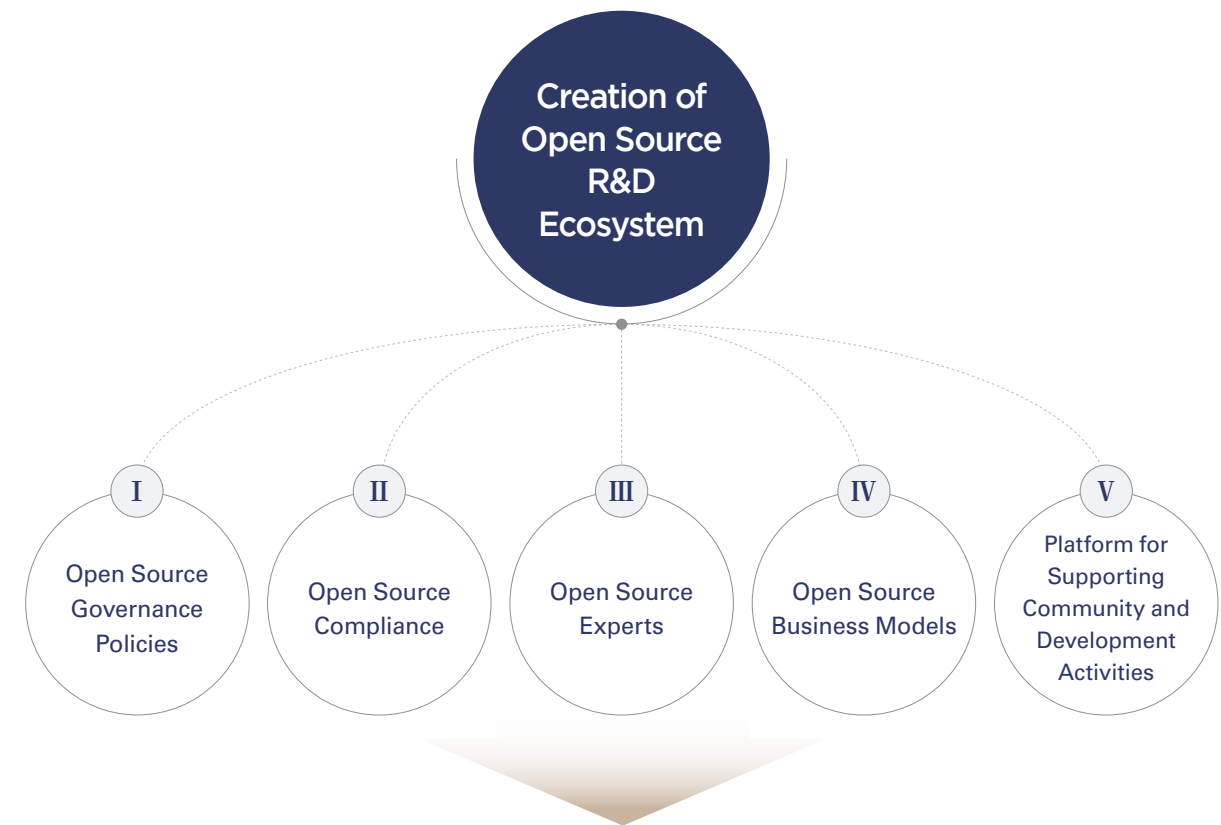 Creation of
Open Source
R&D
Ecosystem
I
Open Source
Governance
Policies
II
Open Source
Compliance
III
Open Source
Experts
IV
Open Source
Business Models
V
Platform for
Supporting
Community and
Development
Activities